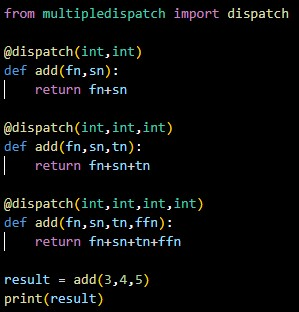 from multipledispatch import dispatch
@dispatch(int,int)
def add(fn,sn):
    return fn+sn
@dispatch(int,int,int)
def add(fn,sn,tn):
    return fn+sn+tn
@dispatch(int,int,int,int)
def add(fn,sn,tn,ffn):
    return fn+sn+tn+ffn
result = add(3,4,5)
print(result)